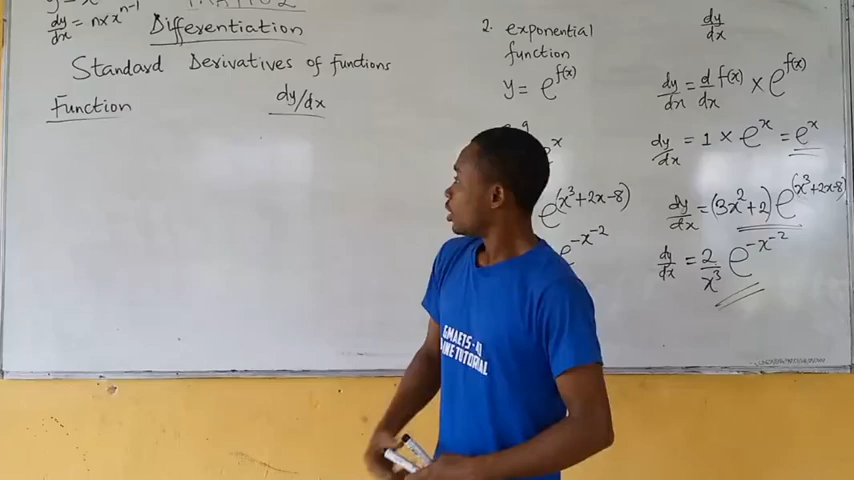 dy/dx = nx x^n-1
Differentiation
Standard Derivatives of Functions
Function dy/dx
2. exponential
function
y = e^f(x)
dy/dx
dy/dx = d/dx f(x) × e^f(x)
dy/dx = 1 × e^x = e^x
e^(x^3+2x-8)
dy/dx = (3x^2+2) e^(x^3+2x-8)
e^-x^-2
dy/dx = 2/x^3 e^-x^-2